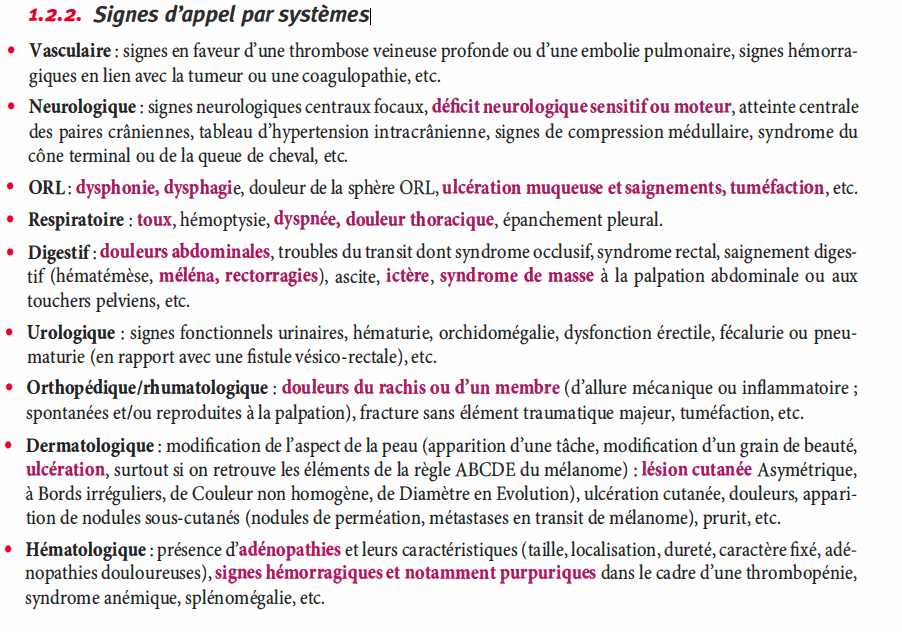 1.2.2. Signes d’appel par systèmes
• Vasculaire : signes en faveur d’une thrombose veineuse profonde ou d’une embolie pulmonaire, signes hémorra-
giques en lien avec la tumeur ou une coagulopathie, etc.
• Neurologique : signes neurologiques centraux focaux, déficit neurologique sensitif ou moteur, atteinte centrale
des paires crâniennes, tableau d’hypertension intracrânienne, signes de compression médullaire, syndrome du
cône terminal ou de la queue de cheval, etc.
• ORL : dysphonie, dysphagie, douleur de la sphère ORL, ulcération muqueuse et saignements, tuméfaction, etc.
• Respiratoire : toux, hémoptysie, dyspnée, douleur thoracique, épanchement pleural.
• Digestif : douleurs abdominales, troubles du transit dont syndrome occlusif, syndrome rectal, saignement diges-
tif (hématémèse, méléna, rectorragies), ascite, ictère, syndrome de masse à la palpation abdominale ou aux
touchers pelviens, etc.
• Urologique : signes fonctionnels urinaires, hématurie, orchidomégalie, dysfonction érectile, fécalurie ou pneu-
maturie (en rapport avec une fistule vésico-rectale), etc.
• Orthopédique/rhumatologique : douleurs du rachis ou d’un membre (d’allure mécanique ou inflammatoire ;
spontanées et/ou reproduites à la palpation), fracture sans élément traumatique majeur, tuméfaction, etc.
• Dermatologique : modification de l’aspect de la peau (apparition d’une tâche, modification d’un grain de beauté,
ulcération, surtout si on retrouve les éléments de la règle ABCDE du mélanome) : lésion cutanée Asymétrique,
à Bords irréguliers, de Couleur non homogène, de Diamètre en Evolution), ulcération cutanée, douleurs, appari-
tion de nodules sous-cutanés (nodules de perméation, métastases en transit de mélanome), prurit, etc.
• Hématologique : présence d’adénopathies et leurs caractéristiques (taille, localisation, dureté, caractère fixé, adé-
nopathies douloureuses), signes hémorragiques et notamment purpuriques dans le cadre d’une thrombopénie,
syndrome anémique, splénomégalie, etc.